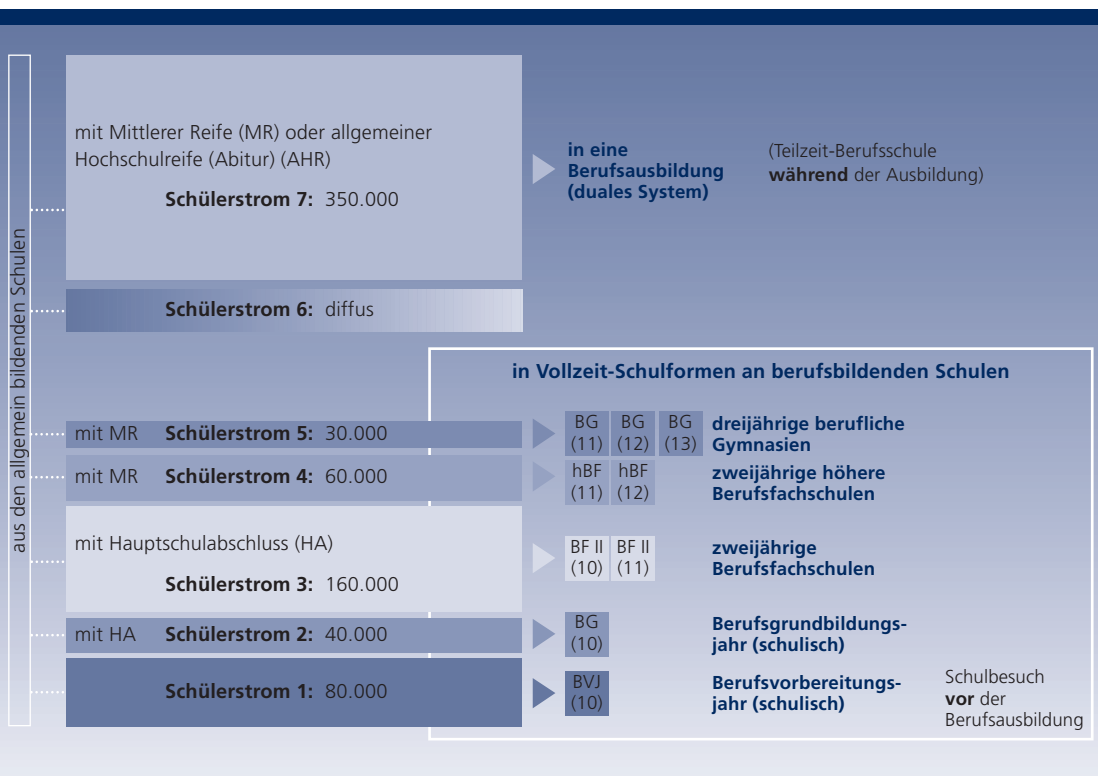 aus den allgemein bildenden Schulen
mit Mittlerer Reife (MR) oder allgemeiner
Hochschulreife (Abitur) (AHR)
Schülerstrom 7: 350.000
in eine
Berufsausbildung
(duales System)
(Teilzeit-Berufsschule
während der Ausbildung)
Schülerstrom 6: diffus
in Vollzeit-Schulformen an berufsbildenden Schulen
mit MR Schülerstrom 5: 30.000
BG BG BG
(11) (12) (13)
dreijährige berufliche
Gymnasien
mit MR Schülerstrom 4: 60.000
hBF hBF
(11) (12)
zweijährige höhere
Berufsfachschulen
mit Hauptschulabschluss (HA)
Schülerstrom 3: 160.000
BF II BF II
(10) (11)
zweijährige
Berufsfachschulen
mit HA Schülerstrom 2: 40.000
BG
(10)
Berufsgrundbildungs-
jahr (schulisch)
Schülerstrom 1: 80.000
BVJ
(10)
Berufsvorbereitungs-
jahr (schulisch)
Schulbesuch
vor der
Berufsausbildung